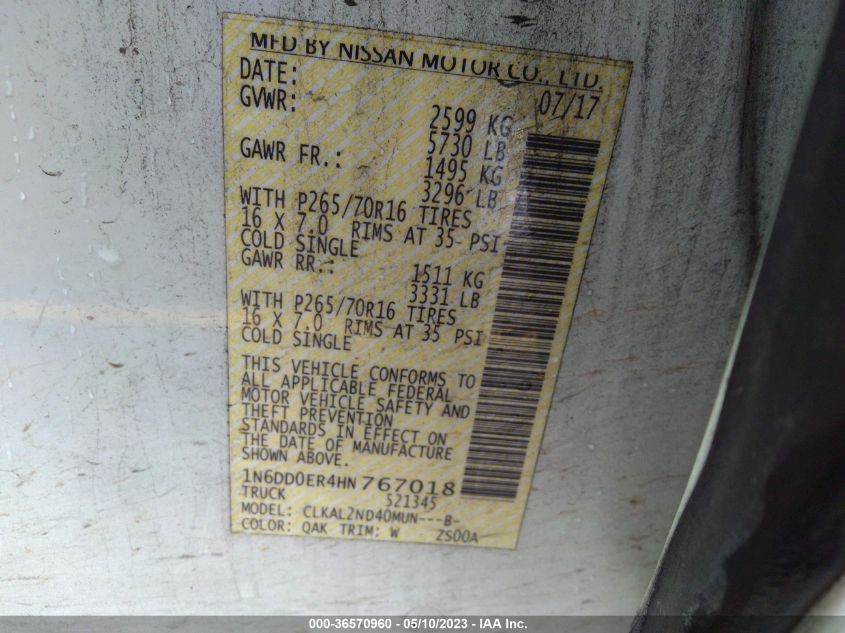 MFD BY NISSAN MOTOR CO., LTD.
DATE: 07/17
GVWR: 2599 KG
5730 LB
GAWR FR.: 1495 KG
3296 LB
WITH P265/70R16 TIRES
16 X 7.0 RIMS AT 35 PSI
COLD SINGLE
GAWR RR.: 1511 KG
3331 LB
WITH P265/70R16 TIRES
16 X 7.0 RIMS AT 35 PSI
COLD SINGLE
THIS VEHICLE CONFORMS TO
ALL APPLICABLE FEDERAL
MOTOR VEHICLE SAFETY AND
THEFT PREVENTION
STANDARDS IN EFFECT ON
THE DATE OF MANUFACTURE
SHOWN ABOVE.
1N6DD0ER4HN767018
TRUCK 521345
MODEL: CLKAL2ND40MUN---B-
COLOR: QAK TRIM: W ZS00A
000-36570960 - 05/10/2023 - IAA Inc.